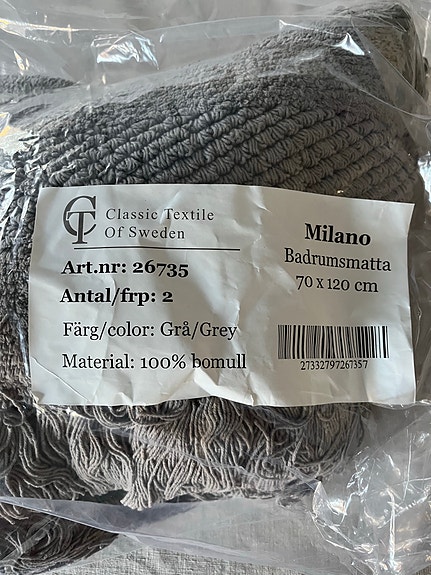 CT
Classic Textile
Of Sweden
Art.nr: 26735
Antal/frp: 2
Färg/color: Grå/Grey
Material: 100% bomull
Milano
Badrumsmatta
70 x 120 cm
27332797267357